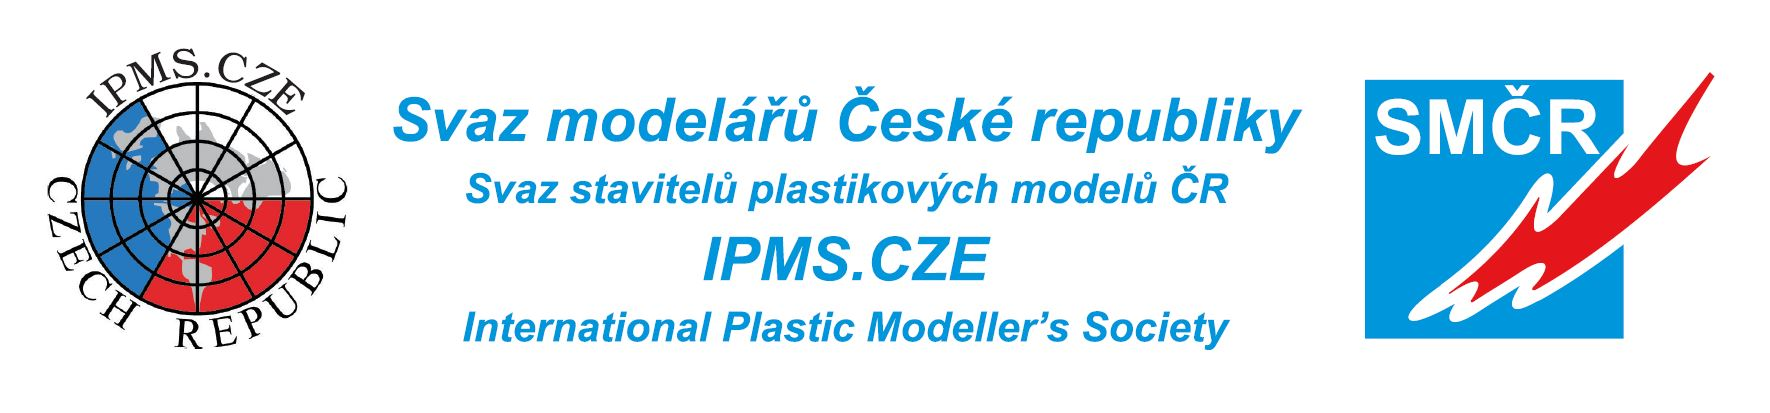 IPMS.CZE
CZECH REPUBLIC
Svaz modelářů České republiky
Svaz stavitelů plastikových modelů ČR
IPMS.CZE
International Plastic Modeller’s Society
SMČR